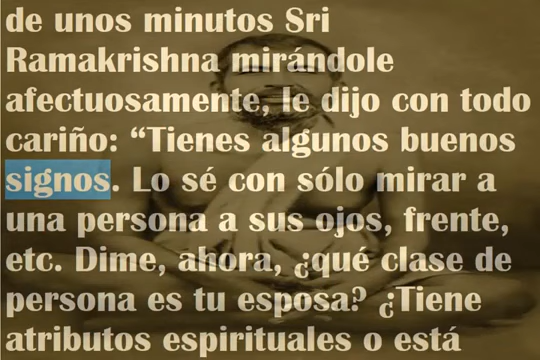 de unos minutos Sri
Ramakrishna mirándole
afectuosamente, le dijo con todo
cariño: “Tienes algunos buenos
signos. Lo sé con sólo mirar a
una persona a sus ojos, frente,
etc. Dime, ahora, ¿qué clase de
persona es tu esposa? ¿Tiene
atributos espirituales o está